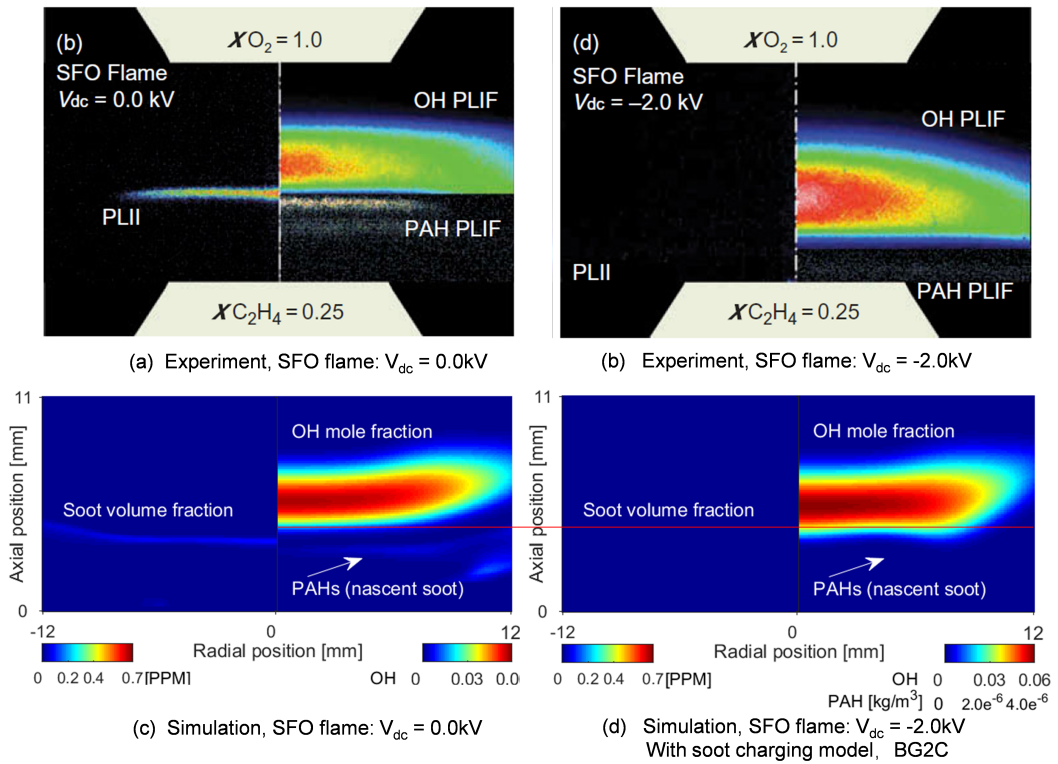 (b)
XO2 = 1.0
SFO Flame
Vdc = 0.0 kV
OH PLIF
PLII
PAH PLIF
XC2H4 = 0.25
(a) Experiment, SFO flame: Vdc = 0.0kV
(d)
XO2 = 1.0
SFO Flame
Vdc = –2.0 kV
OH PLIF
PLII
PAH PLIF
XC2H4 = 0.25
(b) Experiment, SFO flame: Vdc = -2.0kV
11
Axial position [mm]
0
OH mole fraction
Soot volume fraction
PAHs (nascent soot)
-12
0
12
Radial position [mm]
0 0.2 0.4 0.7[PPM]
OH 0 0.03 0.0
(c) Simulation, SFO flame: Vdc = 0.0kV
11
Axial position [mm]
0
OH mole fraction
Soot volume fraction
PAHs (nascent soot)
-12
0
12
Radial position [mm]
0 0.2 0.4 0.7[PPM]
OH 0 0.03 0.06
PAH [kg/m3] 0 2.0e-6 4.0e-6
(d) Simulation, SFO flame: Vdc = -2.0kV
With soot charging model, BG2C